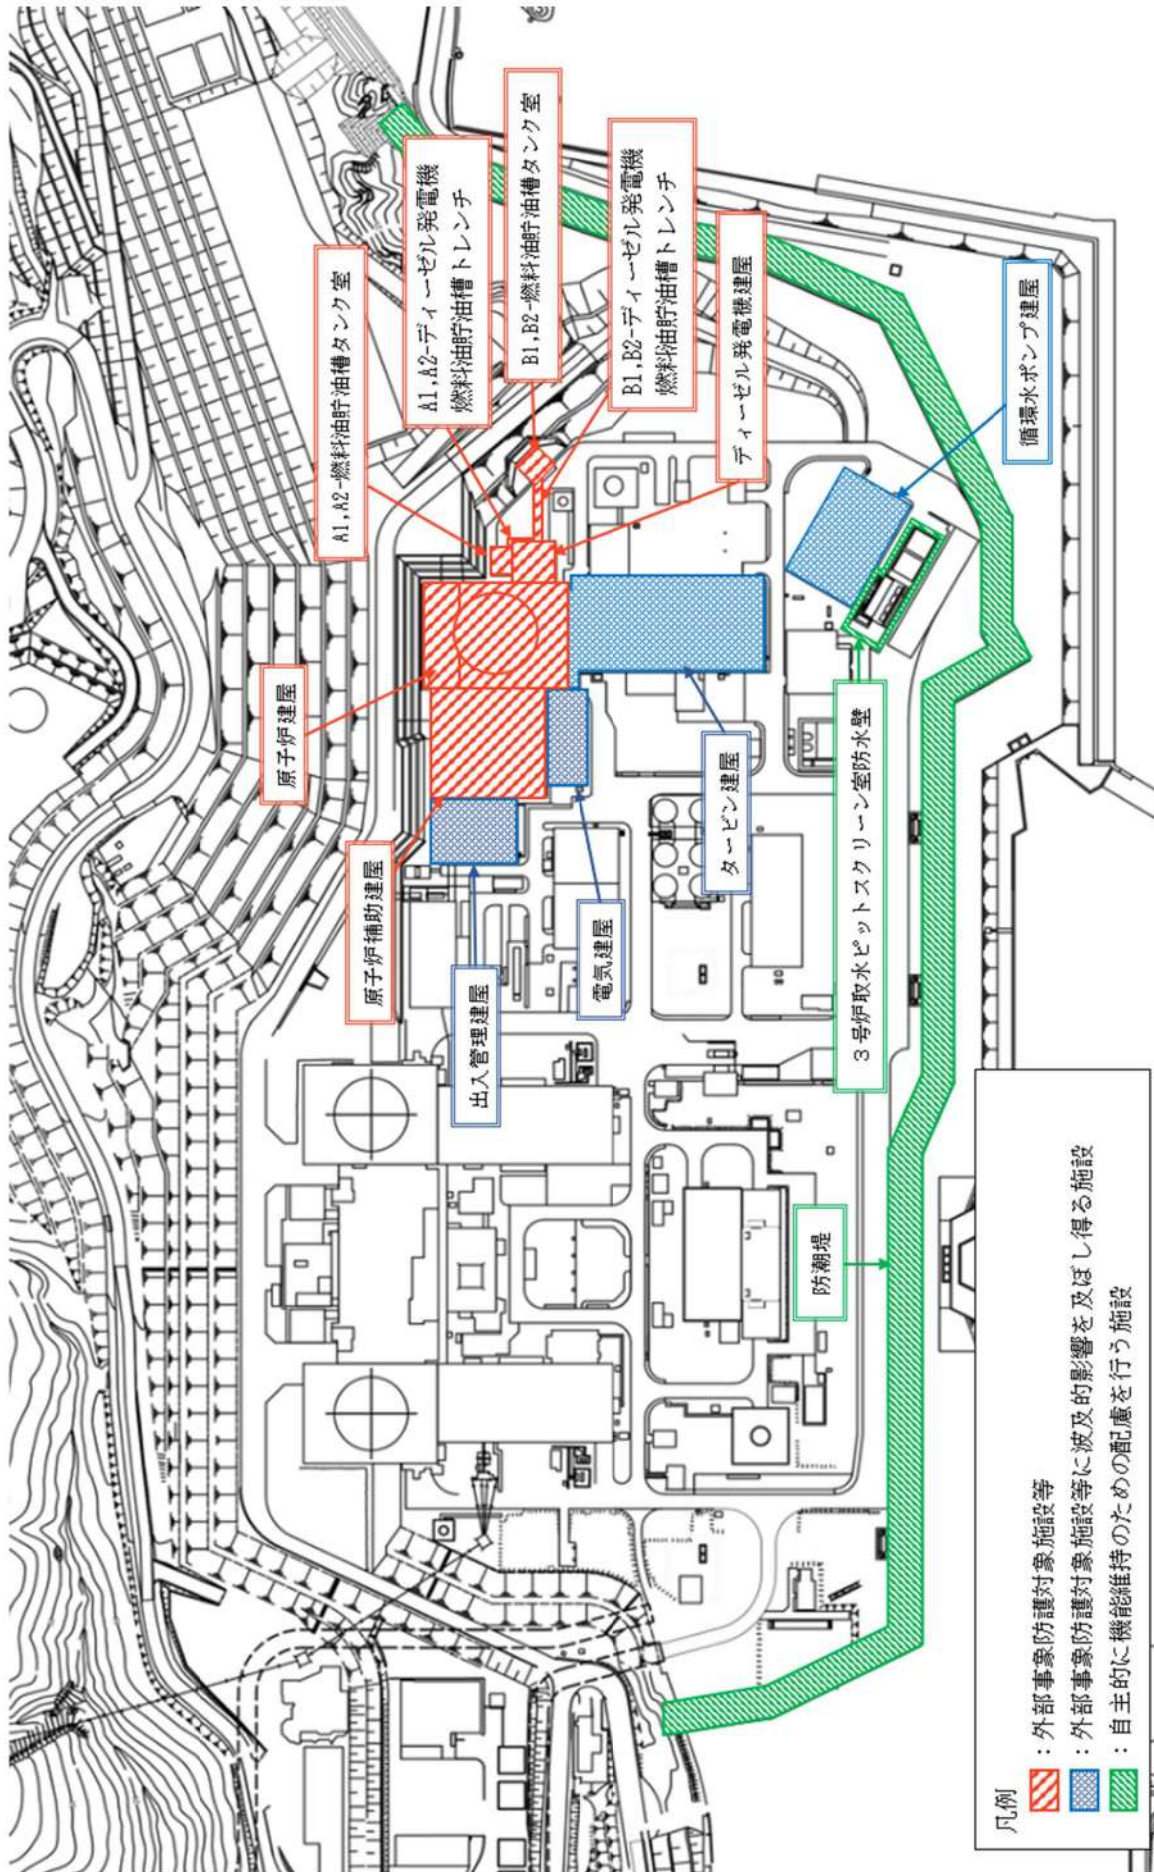 A1,A2-燃料油貯油槽タンク室
A1,A2-ディーゼル発電機
燃料油貯油槽トレンチ
B1,B2-燃料油貯油槽タンク室
B1,B2-ディーゼル発電機
燃料油貯油槽トレンチ
ディーゼル発電機建屋
原子炉建屋
原子炉補助建屋
出入管理建屋
電気建屋
タービン建屋
循環水ポンプ建屋
3号炉取水ピットスクリーン室防水壁
防潮堤
凡例
：外部事象防護対象施設等
：外部事象防護対象施設等に波及的影響を及ぼし得る施設
：自主的に機能維持のための配慮を行う施設